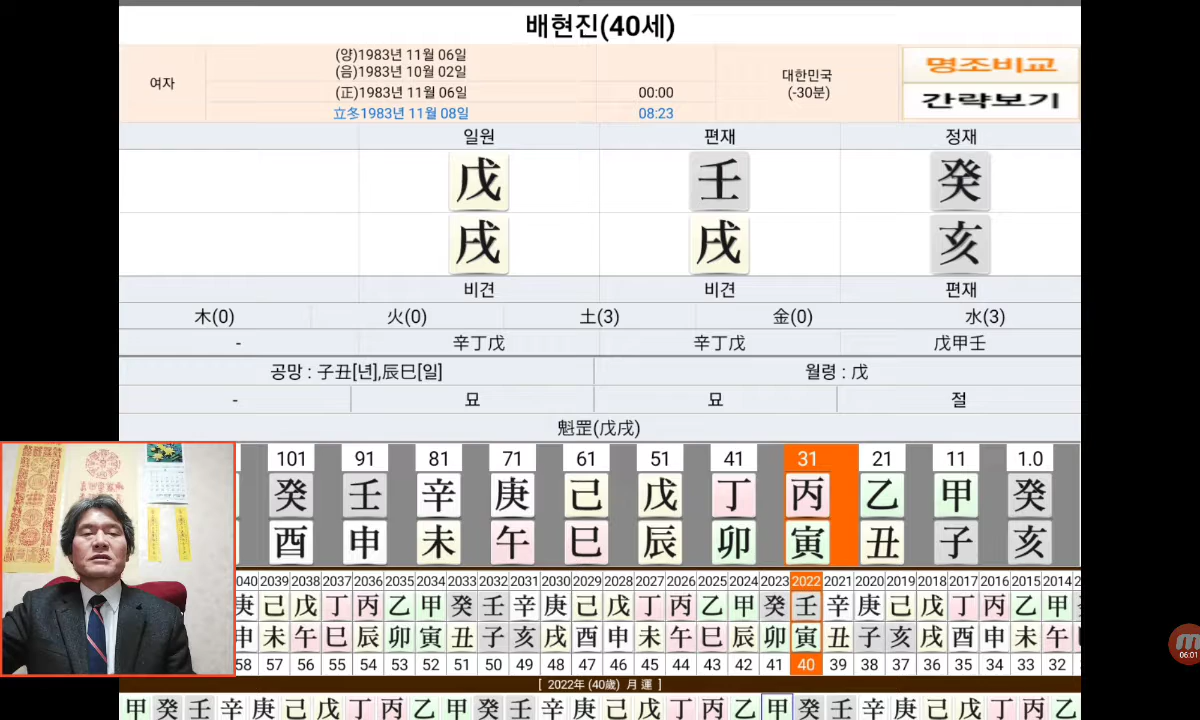 배현진(40세)
여자
(양)1983년 11월 06일
(음)1983년 10월 02일
(正)1983년 11월 06일 00:00
立冬1983년 11월 08일 08:23
대한민국
(-30분)
명조비교
간략보기
일원 편재 정재
戊 壬 癸
戌 戌 亥
비견 비견 편재
木(0) 火(0) 土(3) 金(0) 水(3)
- 辛丁戊 辛丁戊 戊甲壬
공망 : 子丑[년],辰巳[일] 월령 : 戊
- 묘 묘 절
魁罡(戊戌)
101 91 81 71 61 51 41 31 21 11 1.0
癸 壬 辛 庚 己 戊 丁 丙 乙 甲 癸
酉 申 未 午 巳 辰 卯 寅 丑 子 亥
040 2039 2038 2037 2036 2035 2034 2033 2032 2031 2030 2029 2028 2027 2026 2025 2024 2023 2022 2021 2020 2019 2018 2017 2016 2015 2014 2
庚 己 戊 丁 丙 乙 甲 癸 壬 辛 庚 己 戊 丁 丙 乙 甲 癸 壬 辛 庚 己 戊 丁 丙 乙 甲
申 未 午 巳 辰 卯 寅 丑 子 亥 戌 酉 申 未 午 巳 辰 卯 寅 丑 子 亥 戌 酉 申 未 午
58 57 56 55 54 53 52 51 50 49 48 47 46 45 44 43 42 41 40 39 38 37 36 35 34 33 32
[ 2022年 (40歲) 月 運 ]
甲 癸 壬 辛 庚 己 戊 丁 丙 乙 甲 癸 壬 辛 庚 己 戊 丁 丙 乙 甲 癸 壬 辛 庚 己 戊 丁 丙 乙
06:01